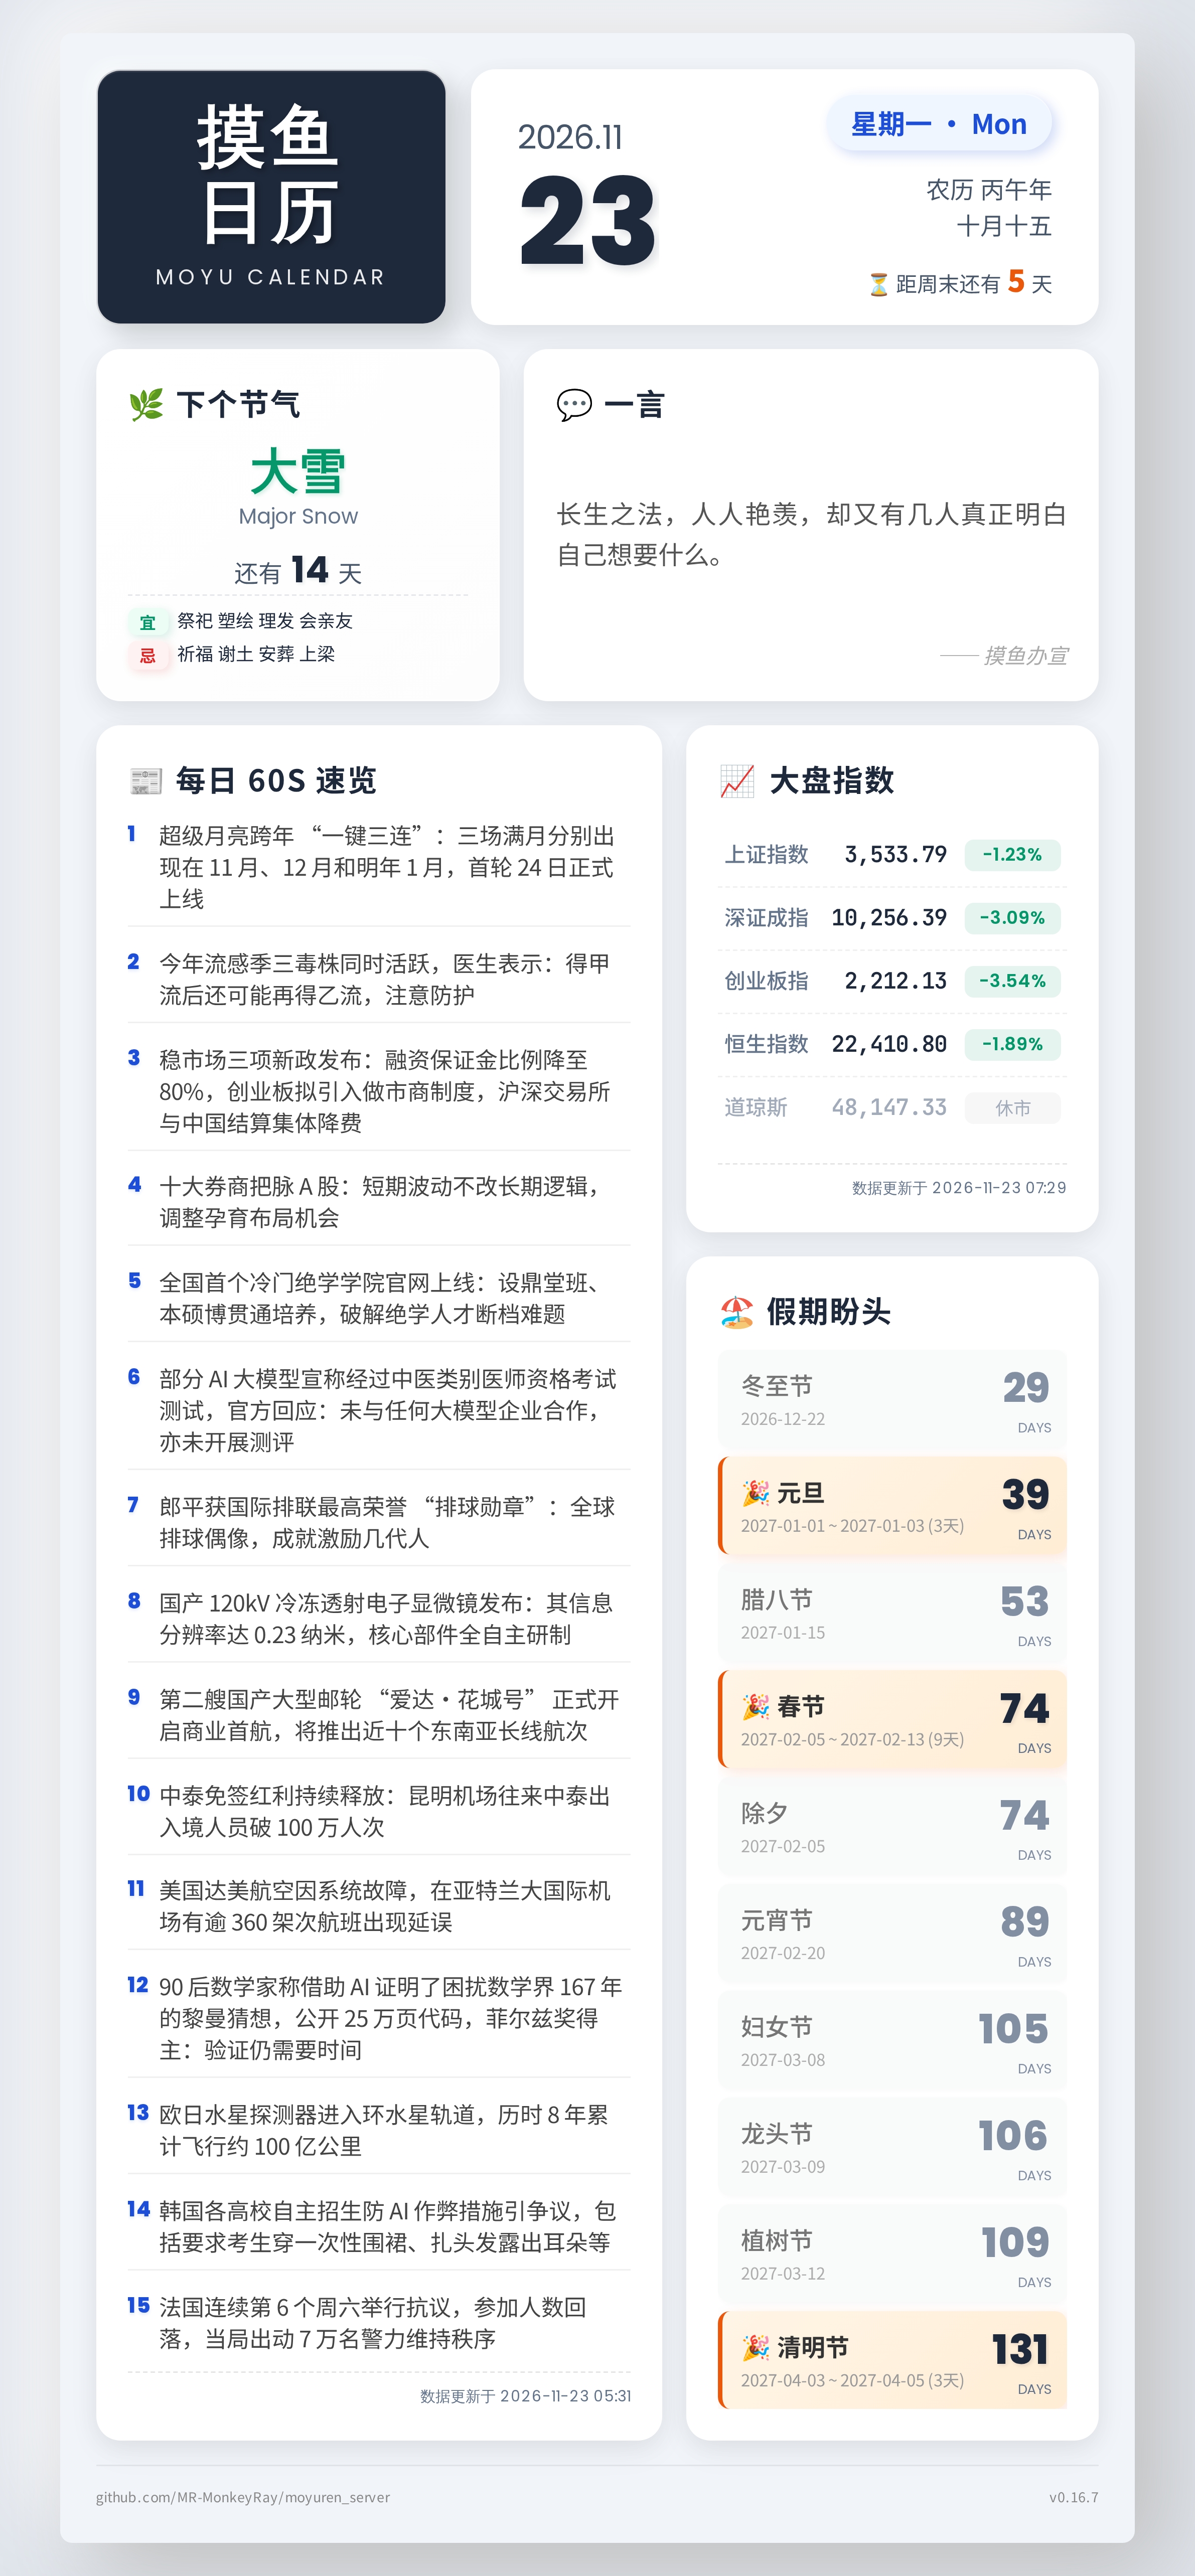 摸鱼
日历
MOYU CALENDAR
2026.11
23
星期一 · Mon
农历 丙午年
十月十五
⏳ 距周末还有 5 天
🌿 下个节气
大雪
Major Snow
还有 14 天
宜 祭祀 塑绘 理发 会亲友
忌 祈福 谢土 安葬 上梁
💬 一言
长生之法，人人艳羡，却又有几人真正明白
自己想要什么。
—— 摸鱼办宣
📰 每日 60S 速览
1 超级月亮跨年 “一键三连”：三场满月分别出
现在 11 月、12 月和明年 1 月，首轮 24 日正式
上线
2 今年流感季三毒株同时活跃，医生表示：得甲
流后还可能再得乙流，注意防护
3 稳市场三项新政发布：融资保证金比例降至
80%，创业板拟引入做市商制度，沪深交易所
与中国结算集体降费
4 十大券商把脉 A 股：短期波动不改长期逻辑，
调整孕育布局机会
5 全国首个冷门绝学学院官网上线：设鼎堂班、
本硕博贯通培养，破解绝学人才断档难题
6 部分 AI 大模型宣称经过中医类别医师资格考试
测试，官方回应：未与任何大模型企业合作，
亦未开展测评
7 郎平获国际排联最高荣誉 “排球勋章”：全球
排球偶像，成就激励几代人
8 国产 120kV 冷冻透射电子显微镜发布：其信息
分辨率达 0.23 纳米，核心部件全自主研制
9 第二艘国产大型邮轮 “爱达・花城号” 正式开
启商业首航，将推出近十个东南亚长线航次
10 中泰免签红利持续释放：昆明机场往来中泰出
入境人员破 100 万人次
11 美国达美航空因系统故障，在亚特兰大国际机
场有逾 360 架次航班出现延误
12 90 后数学家称借助 AI 证明了困扰数学界 167 年
的黎曼猜想，公开 25 万页代码，菲尔兹奖得
主：验证仍需要时间
13 欧日水星探测器进入环水星轨道，历时 8 年累
计飞行约 100 亿公里
14 韩国各高校自主招生防 AI 作弊措施引争议，包
括要求考生穿一次性围裙、扎头发露出耳朵等
15 法国连续第 6 个周六举行抗议，参加人数回
落，当局出动 7 万名警力维持秩序
数据更新于 2026-11-23 05:31
📈 大盘指数
上证指数 3,533.79 -1.23%
深证成指 10,256.39 -3.09%
创业板指 2,212.13 -3.54%
恒生指数 22,410.80 -1.89%
道琼斯 48,147.33 休市
数据更新于 2026-11-23 07:29
🏖️ 假期盼头
冬至节
2026-12-22
29
DAYS
🎉 元旦
2027-01-01 ~ 2027-01-03 (3天)
39
DAYS
腊八节
2027-01-15
53
DAYS
🎉 春节
2027-02-05 ~ 2027-02-13 (9天)
74
DAYS
除夕
2027-02-05
74
DAYS
元宵节
2027-02-20
89
DAYS
妇女节
2027-03-08
105
DAYS
龙头节
2027-03-09
106
DAYS
植树节
2027-03-12
109
DAYS
🎉 清明节
2027-04-03 ~ 2027-04-05 (3天)
131
DAYS
github.com/MR-MonkeyRay/moyuren_server
v0.16.7